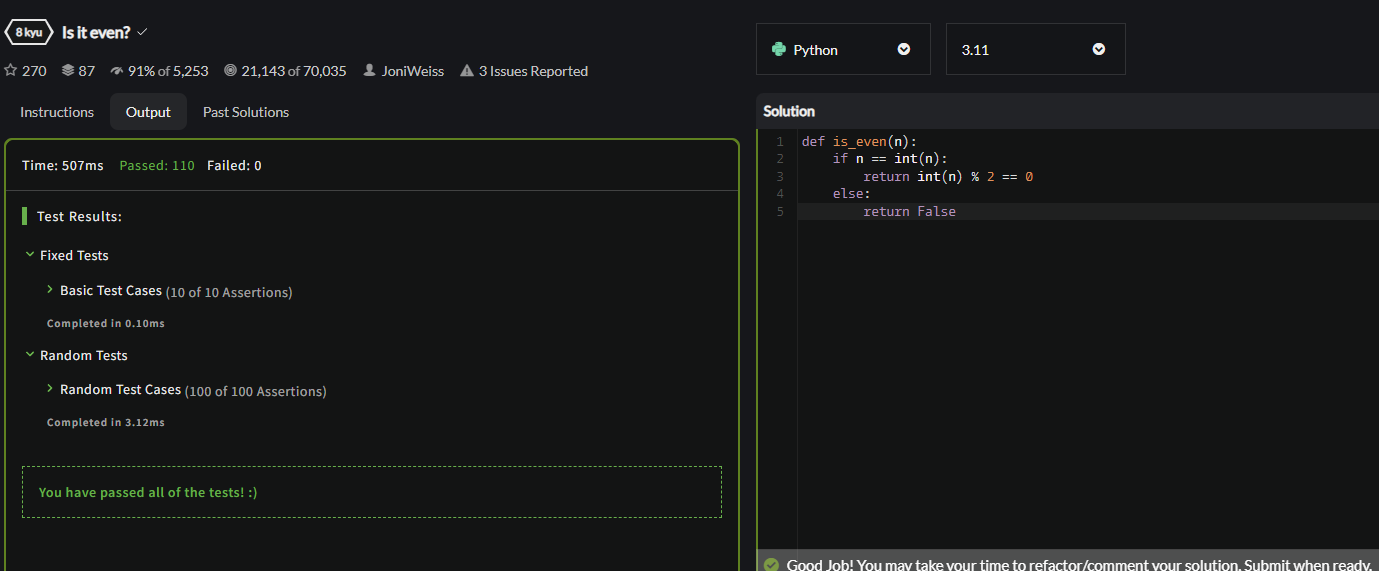 8 kyu Is it even?
270 87 91% of 5,253 21,143 of 70,035 JoniWeiss 3 Issues Reported
Instructions Output Past Solutions
Time: 507ms Passed: 110 Failed: 0
Test Results:
Fixed Tests
Basic Test Cases (10 of 10 Assertions)
Completed in 0.10ms
Random Tests
Random Test Cases (100 of 100 Assertions)
Completed in 3.12ms
You have passed all of the tests! :)
Python 3.11
Solution
1 def is_even(n):
2     if n == int(n):
3         return int(n) % 2 == 0
4     else:
5         return False
Good Job! You may take your time to refactor/comment your solution. Submit when ready.